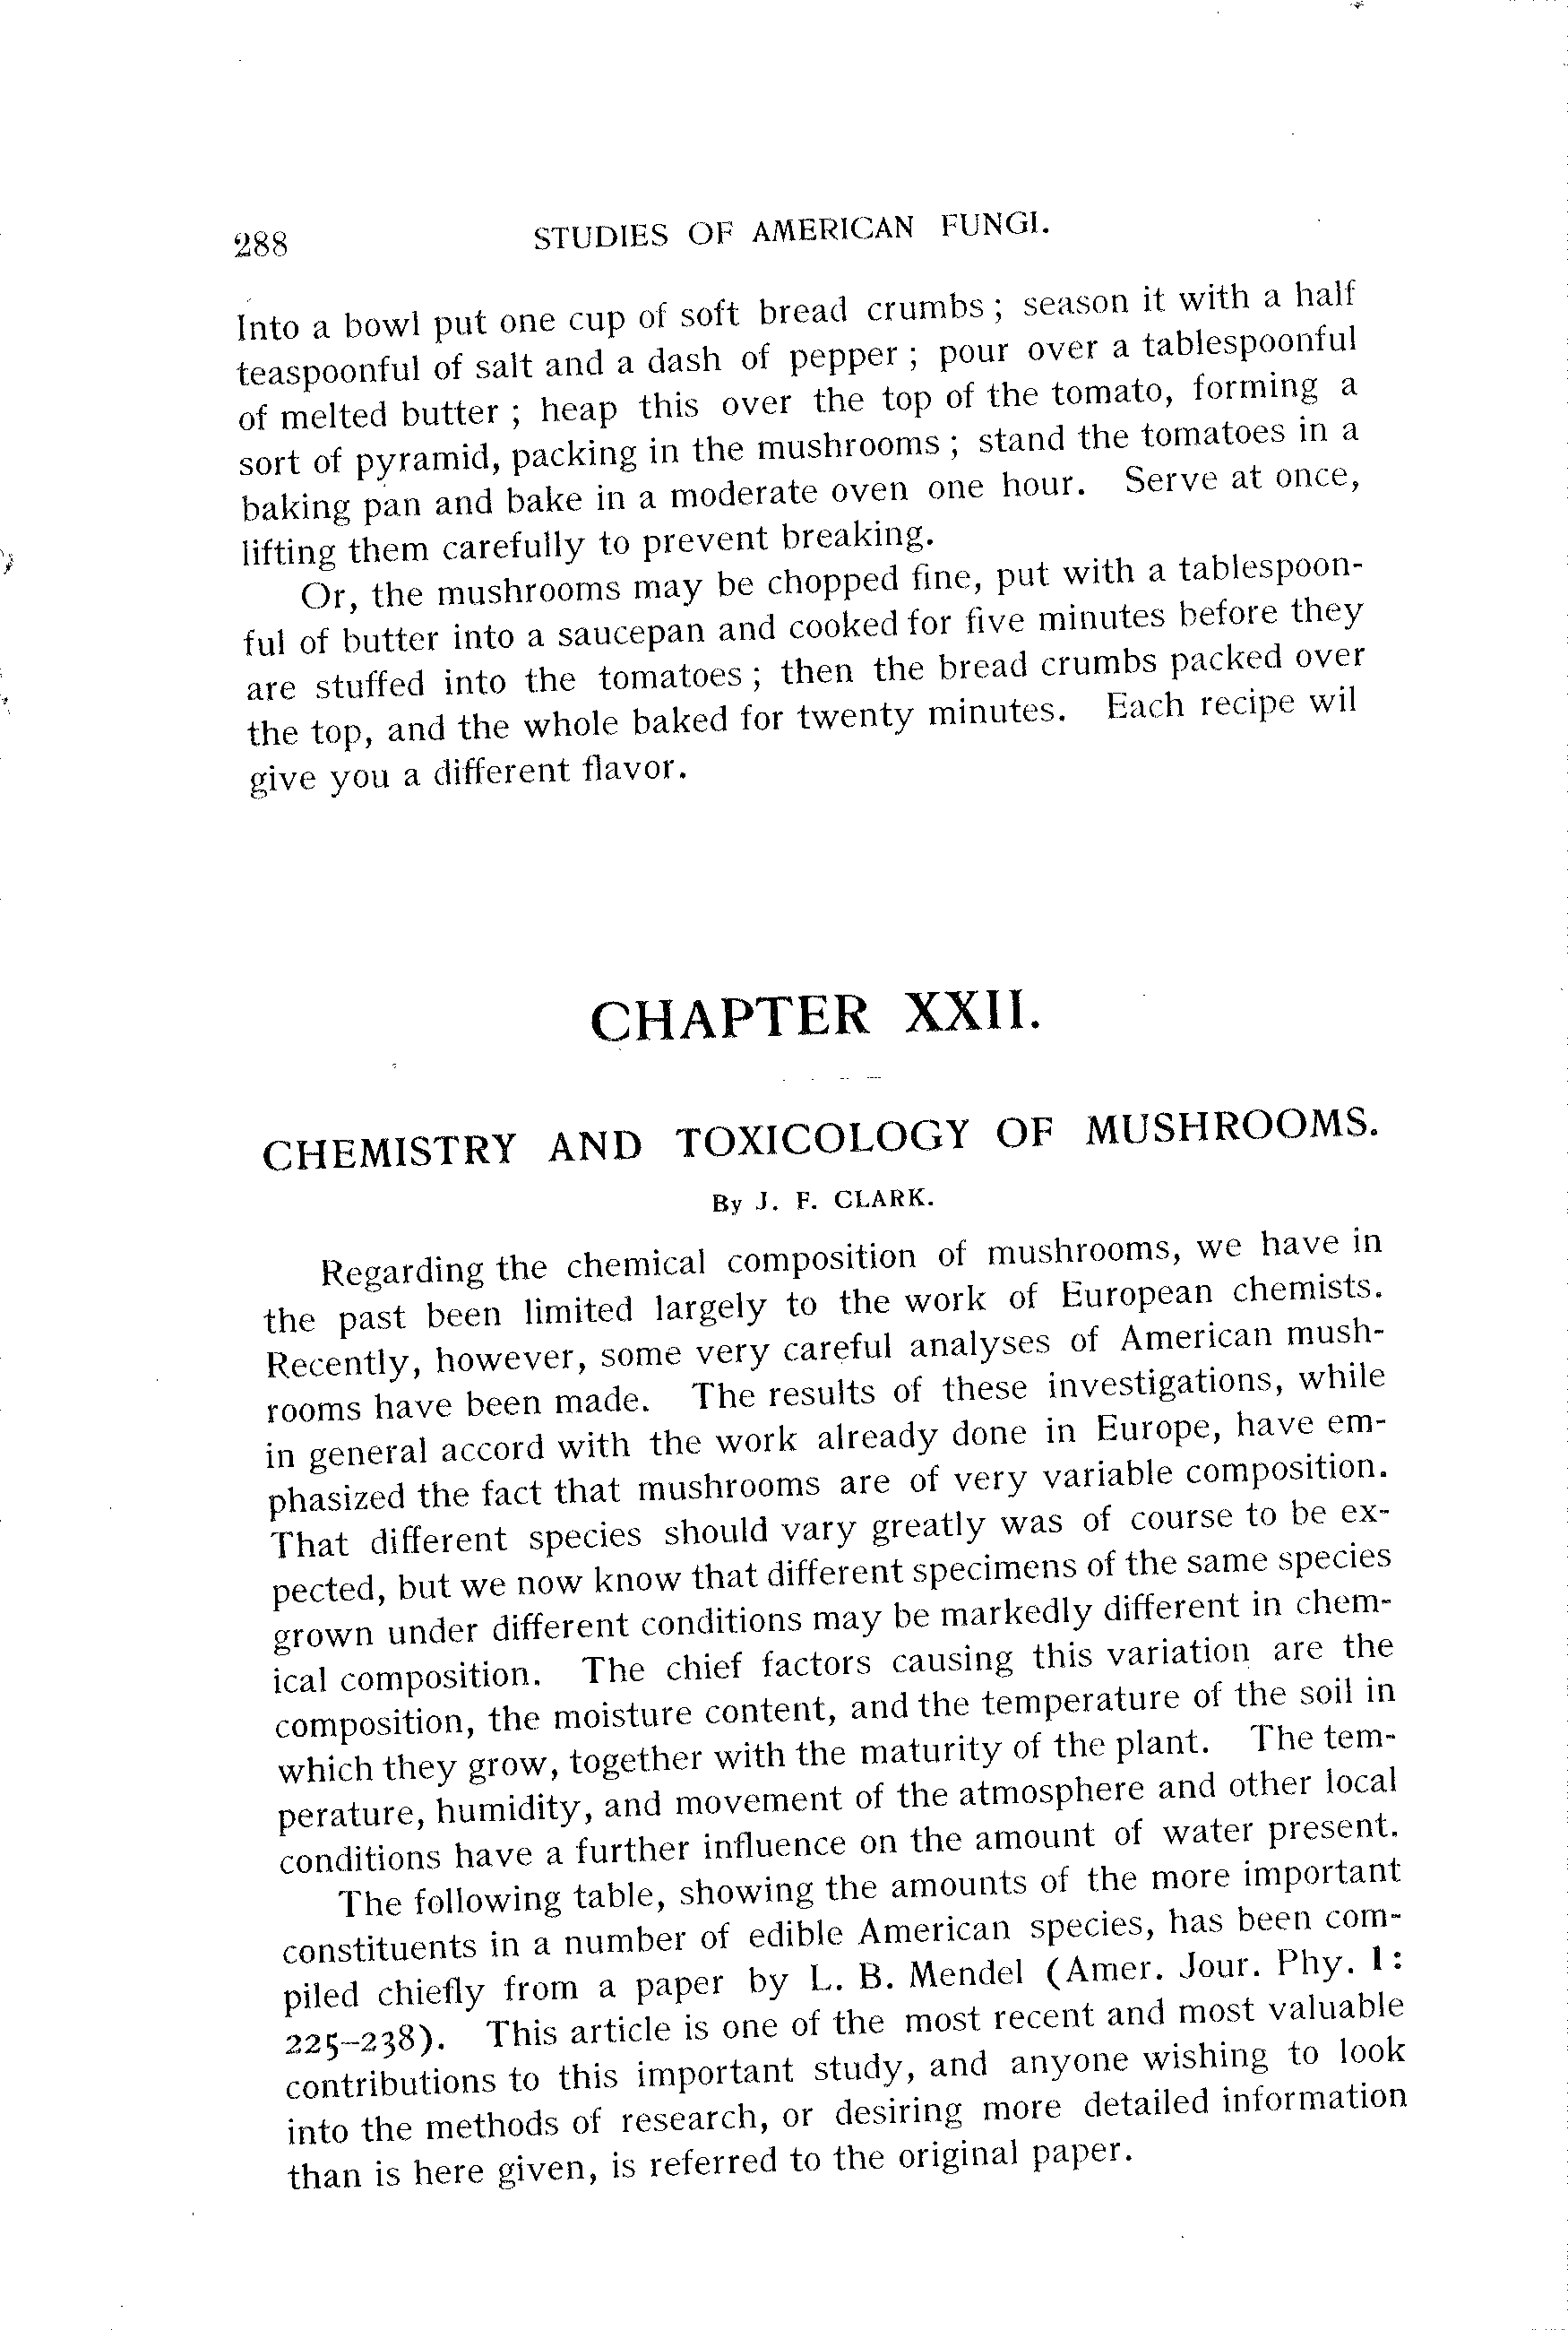 288 STUDIES OF AMERICAN FUNGI.
Into a bowl put one cup of soft bread crumbs ; season it with a half
teaspoonful of salt and a dash of pepper ; pour over a tablespoonful
of melted butter ; heap this over the top of the tomato, forming a
sort of pyramid, packing in the mushrooms ; stand the tomatoes in a
baking pan and bake in a moderate oven one hour. Serve at once,
lifting them carefully to prevent breaking.
Or, the mushrooms may be chopped fine, put with a tablespoon-
ful of butter into a saucepan and cooked for five minutes before they
are stuffed into the tomatoes ; then the bread crumbs packed over
the top, and the whole baked for twenty minutes. Each recipe wil
give you a different flavor.
CHAPTER XXII.
CHEMISTRY AND TOXICOLOGY OF MUSHROOMS.
By J. F. CLARK.
Regarding the chemical composition of mushrooms, we have in
the past been limited largely to the work of European chemists.
Recently, however, some very careful analyses of American mush-
rooms have been made. The results of these investigations, while
in general accord with the work already done in Europe, have em-
phasized the fact that mushrooms are of very variable composition.
That different species should vary greatly was of course to be ex-
pected, but we now know that different specimens of the same species
grown under different conditions may be markedly different in chem-
ical composition. The chief factors causing this variation are the
composition, the moisture content, and the temperature of the soil in
which they grow, together with the maturity of the plant. The tem-
perature, humidity, and movement of the atmosphere and other local
conditions have a further influence on the amount of water present.
The following table, showing the amounts of the more important
constituents in a number of edible American species, has been com-
piled chiefly from a paper by L. B. Mendel (Amer. Jour. Phy. 1 :
225–238). This article is one of the most recent and most valuable
contributions to this important study, and anyone wishing to look
into the methods of research, or desiring more detailed information
than is here given, is referred to the original paper.